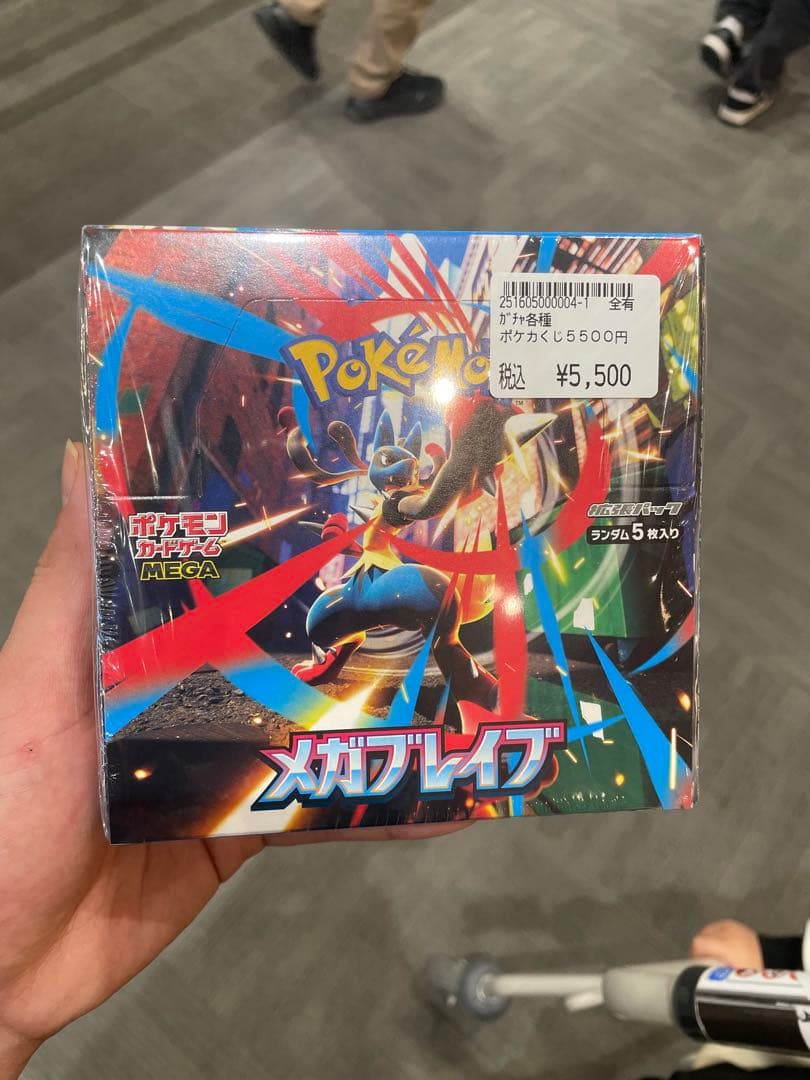 251605000004-1 全有
ｶﾞﾁｬ各種
ポケカくじ5500円
税込 ¥5,500
POKéMO
TM
ポケモン
カードゲーム
MEGA
拡張パック
ランダム5枚入り
メガブレイブ